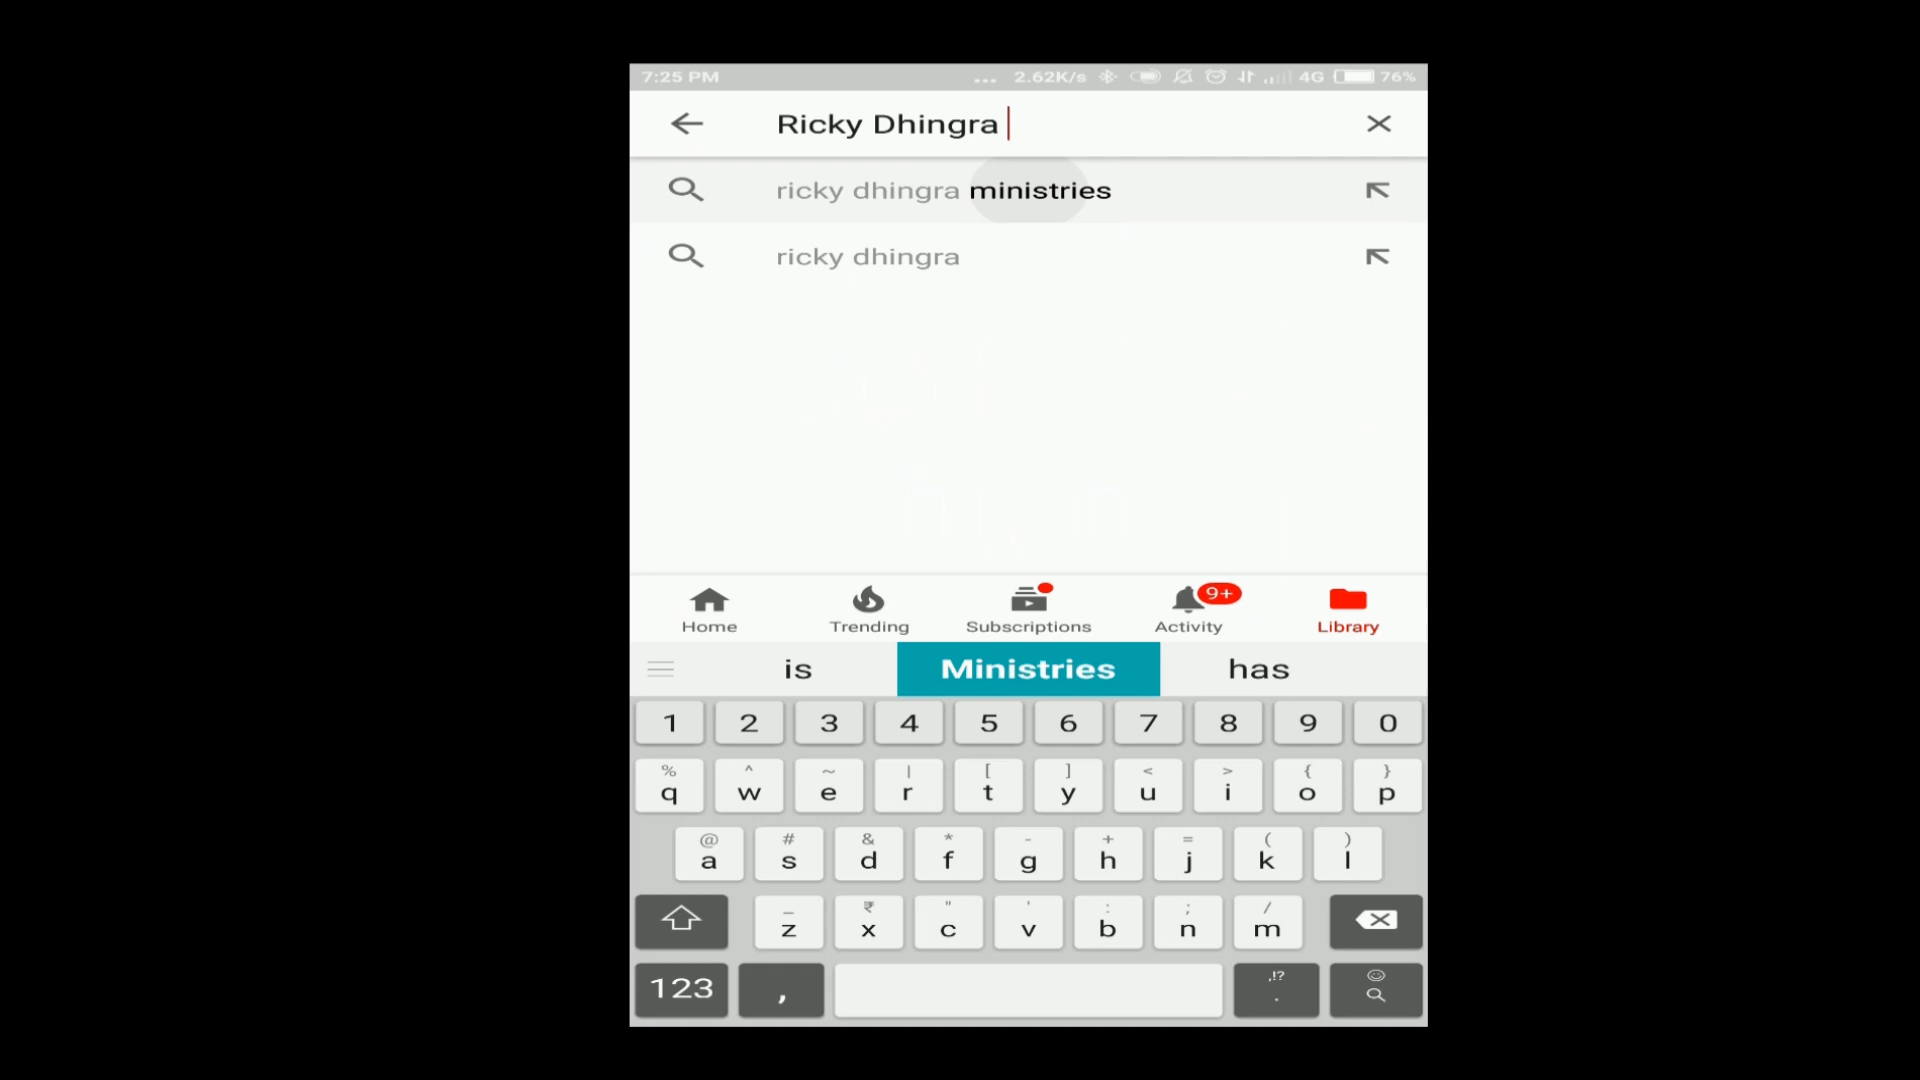 7:25 PM ... 2.62K/s 4G 76%
Ricky Dhingra
ricky dhingra ministries
ricky dhingra
9+
Home Trending Subscriptions Activity Library
is Ministries has
1 2 3 4 5 6 7 8 9 0
% ^ ~ | [ ] < > { }
q w e r t y u i o p
@ # & * - + = ( )
a s d f g h j k l
_ ₹ " ' : ; /
z x c v b n m
,!?
123 , .